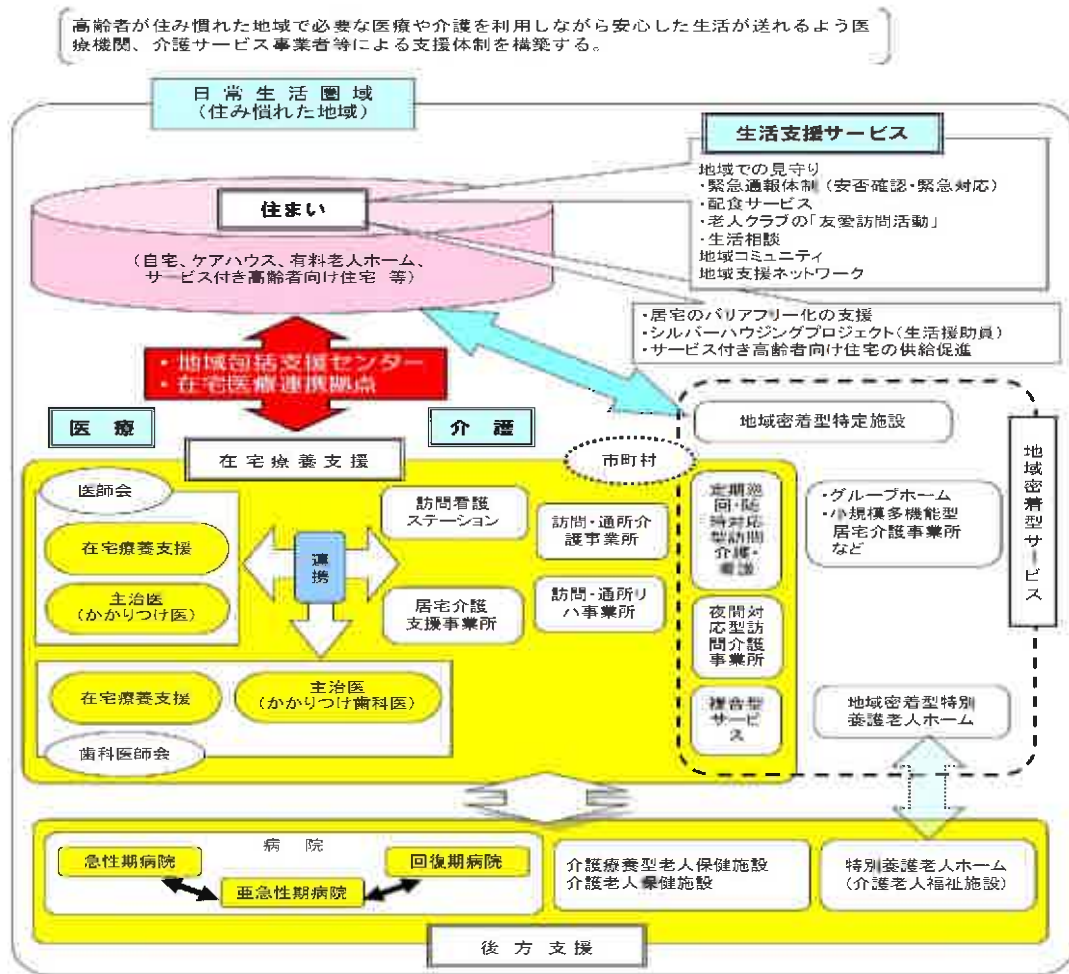 高齢者が住み慣れた地域で必要な医療や介護を利用しながら安心した生活が送れるよう医
療機関、介護サービス事業者等による支援体制を構築する。
日常生活圏域
(住み慣れた地域)
生活支援サービス
地域での見守り
・緊急通報体制(安否確認・緊急対応)
・配食サービス
・老人クラブの「友愛訪問活動」
・生活相談
地域コミュニティ
地域支援ネットワーク
住まい
(自宅、ケアハウス、有料老人ホーム、
サービス付き高齢者向け住宅 等)
・居宅のバリアフリー化の支援
・シルバーハウジングプロジェクト(生活援助員)
・サービス付き高齢者向け住宅の供給促進
・地域包括支援センター
・在宅医療連携拠点
医療
介護
在宅療養支援
市町村
地域密着型特定施設
地域密着型サービス
医師会
在宅療養支援
主治医
(かかりつけ医)
連携
訪問看護
ステーション
訪問・通所介
護事業所
居宅介護
支援事業所
訪問・通所リ
ハ事業所
定期巡
回・随
時対応
型訪問
介護・
看護
・グループホーム
・小規模多機能型
居宅介護事業所
など
夜間対
応型訪
問介護
事業所
複合型
サービ
ス
地域密着型特別
養護老人ホーム
在宅療養支援
主治医
(かかりつけ歯科医)
歯科医師会
病院
急性期病院
回復期病院
亜急性期病院
介護療養型老人保健施設
介護老人保健施設
特別養護老人ホーム
(介護老人福祉施設)
後方支援